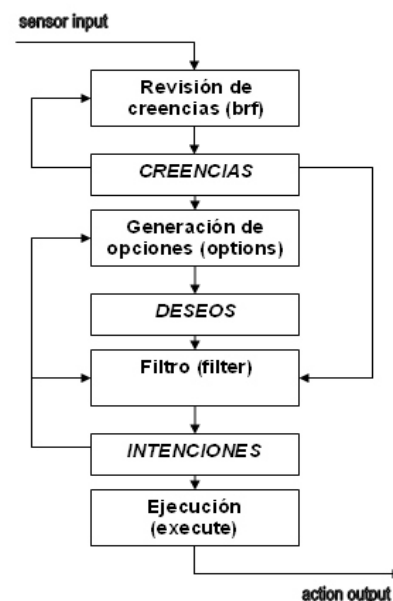 sensor input
Revisión de
creencias (brf)
CREENCIAS
Generación de
opciones (options)
DESEOS
Filtro (filter)
INTENCIONES
Ejecución
(execute)
action output